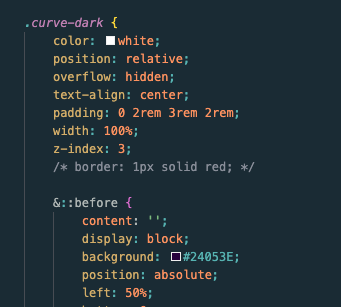 .curve-dark {
color: white;
position: relative;
overflow: hidden;
text-align: center;
padding: 0 2rem 3rem 2rem;
width: 100%;
z-index: 3;
/* border: 1px solid red; */
&::before {
content: '';
display: block;
background: #24053E;
position: absolute;
left: 50%;